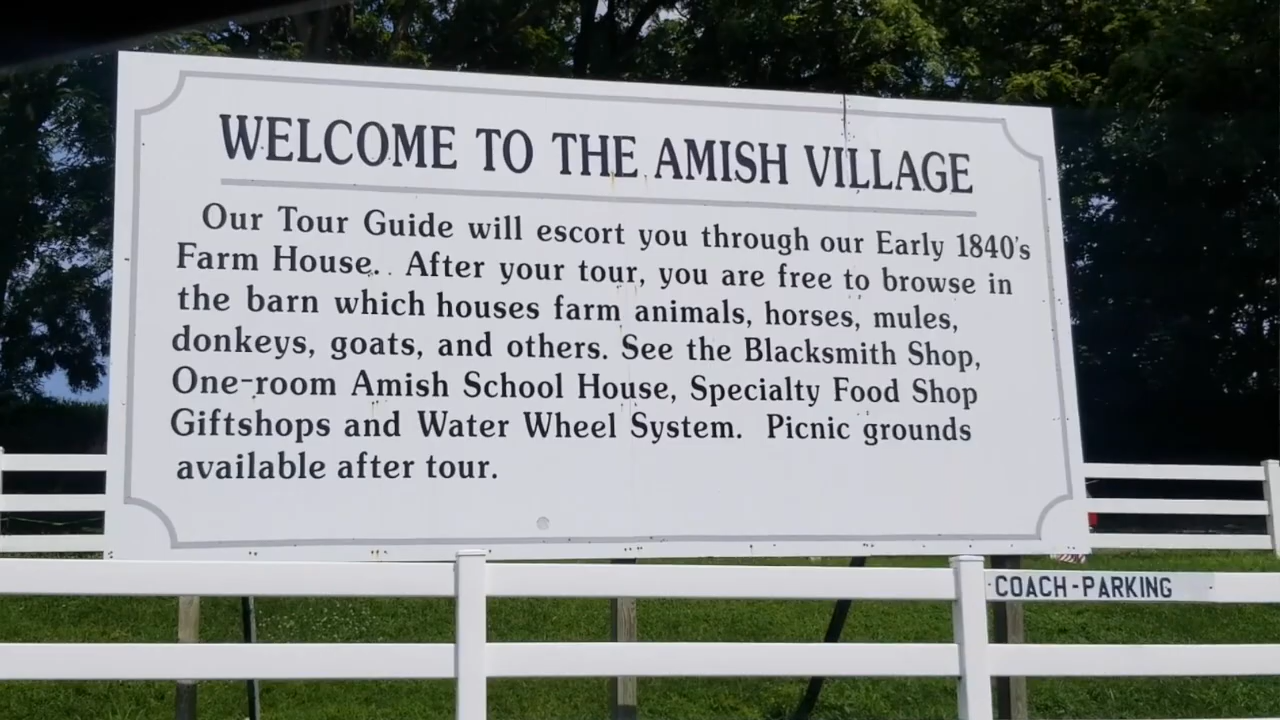 WELCOME TO THE AMISH VILLAGE
Our Tour Guide will escort you through our Early 1840's
Farm House. After your tour, you are free to browse in
the barn which houses farm animals, horses, mules,
donkeys, goats, and others. See the Blacksmith Shop,
One-room Amish School House, Specialty Food Shop
Giftshops and Water Wheel System. Picnic grounds
available after tour.
COACH-PARKING